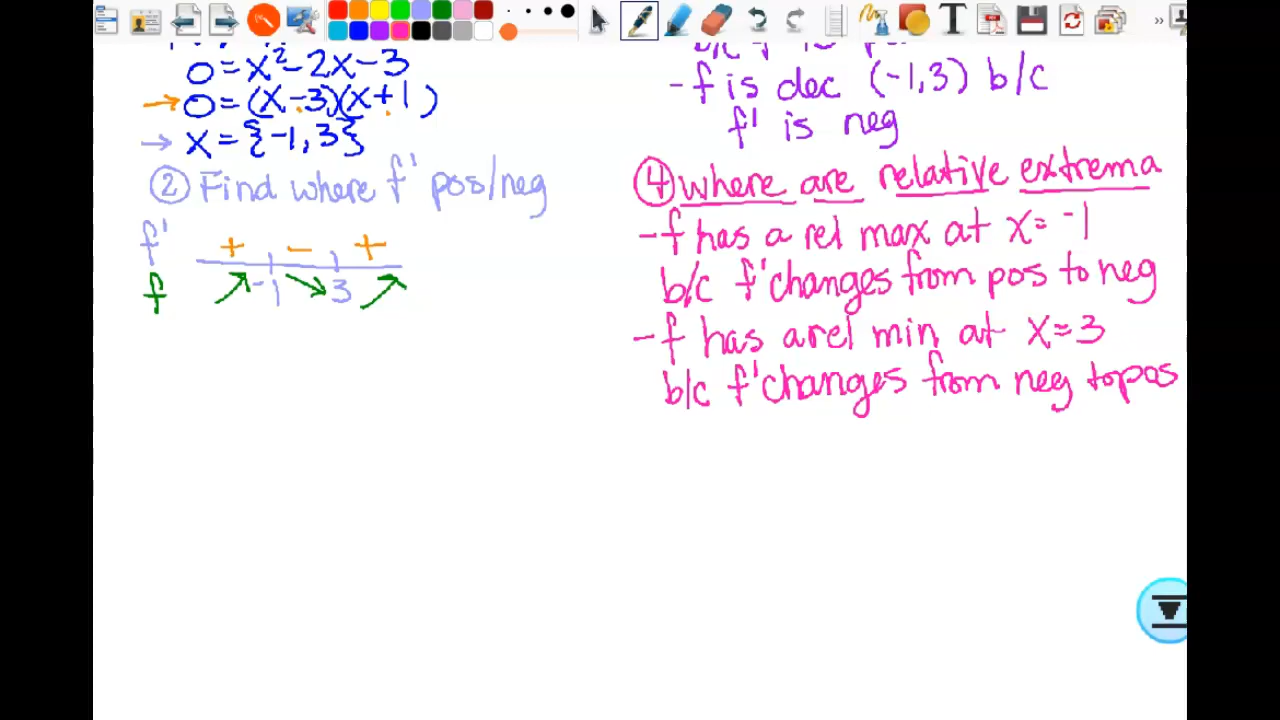 0 = x² - 2x - 3
→ 0 = (x - 3)(x + 1)
→ x = {-1, 3}
② Find where f' pos/neg
f' + - +
-1 3
f
b/c f' is
- f is dec (-1,3) b/c
f' is neg
④ where are relative extrema
- f has a rel max at x = -1
b/c f' changes from pos to neg
- f has a rel min at x = 3
b/c f' changes from neg to pos